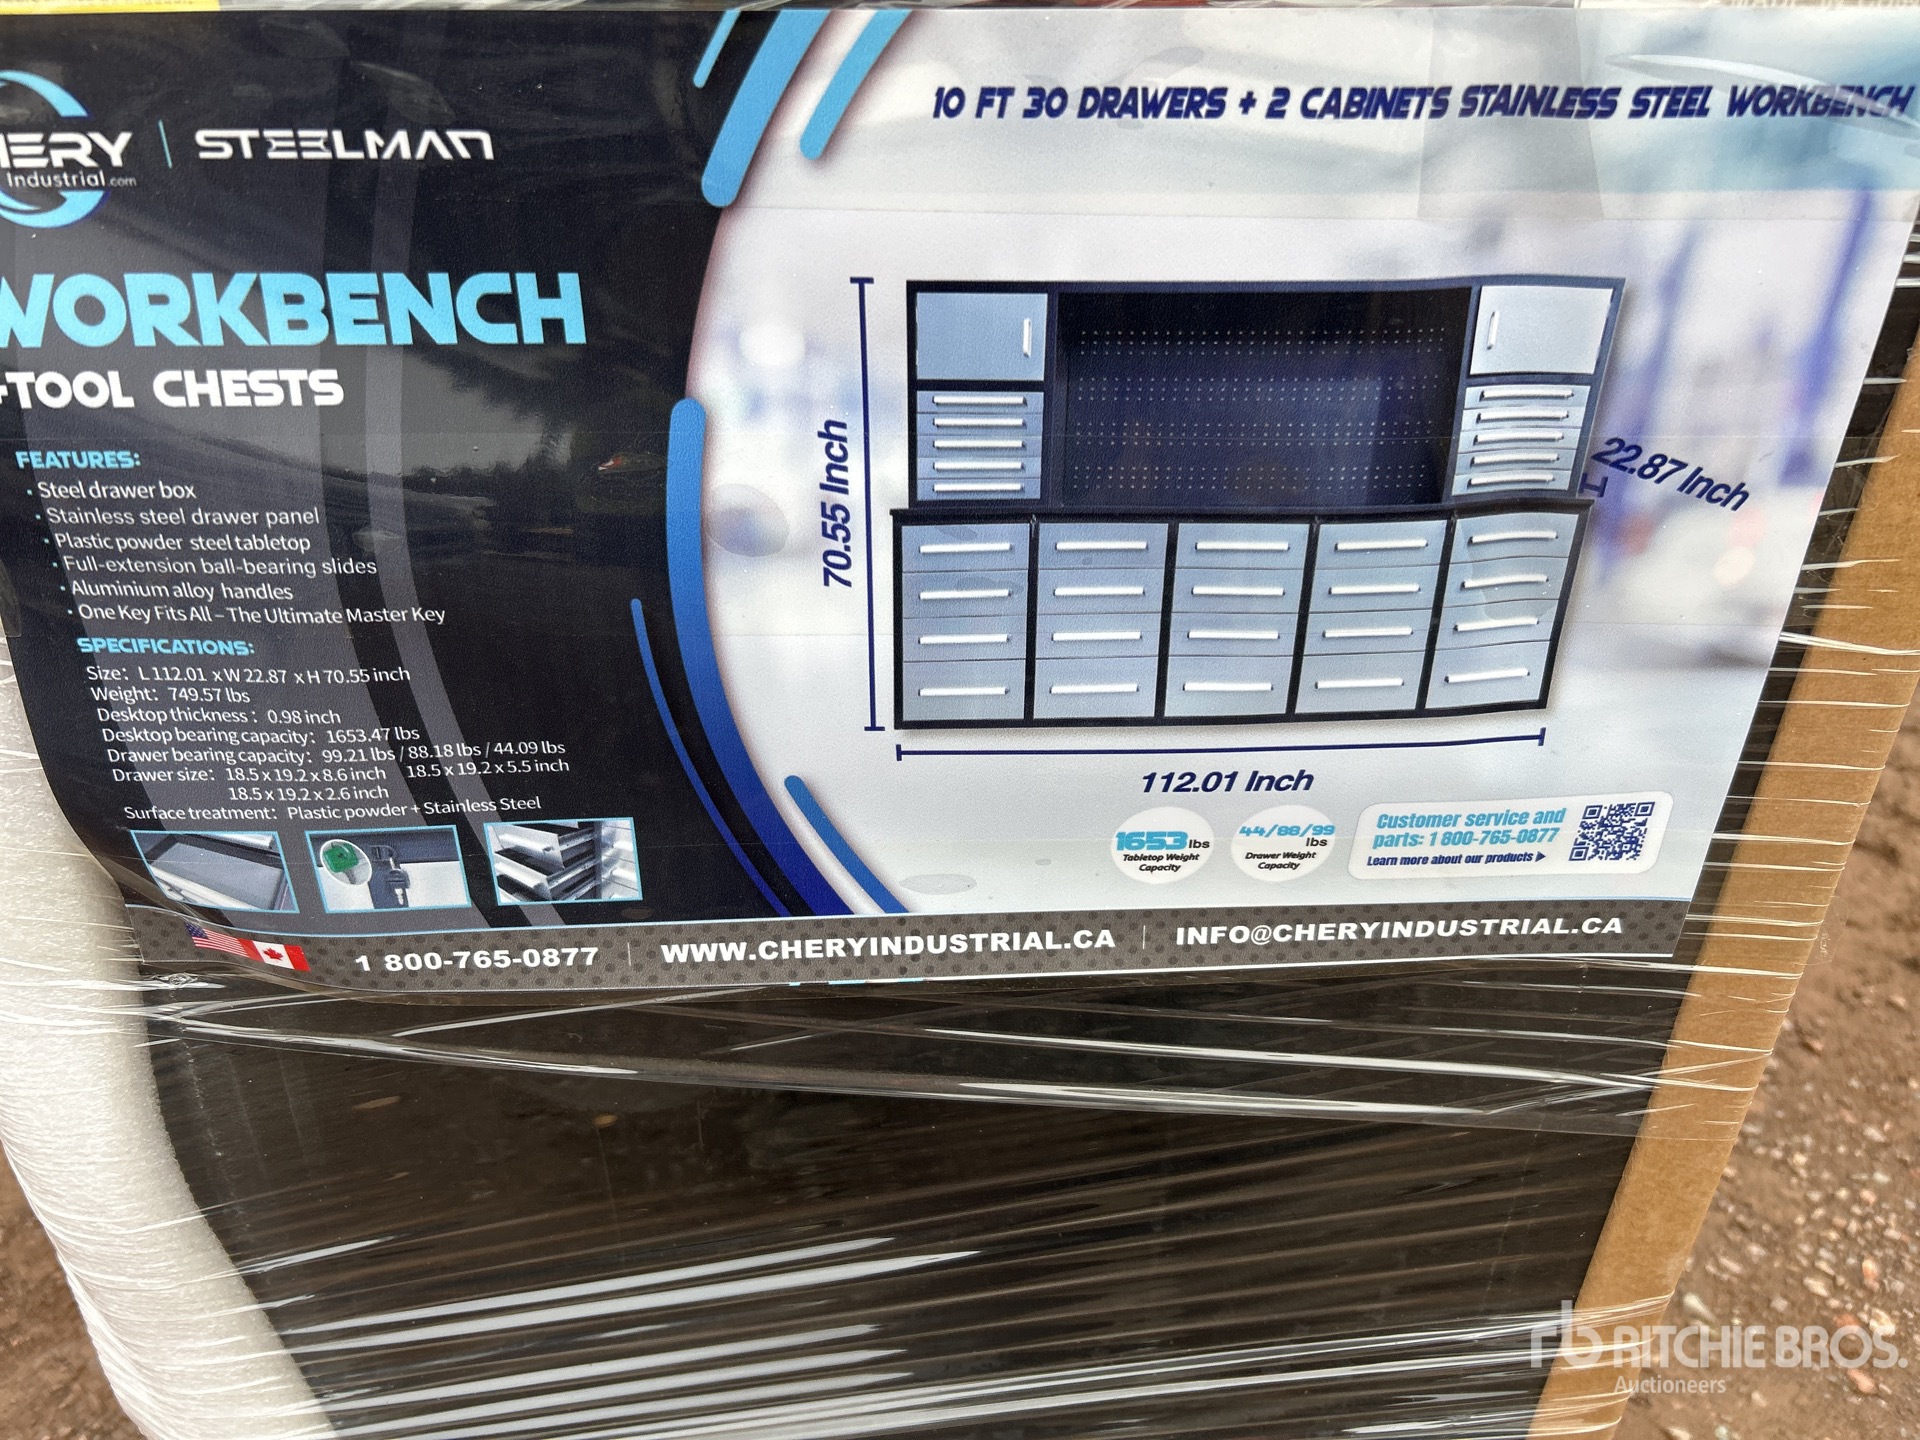 HERY | STEELMAN
Industrial.com
WORKBENCH
+TOOL CHESTS
FEATURES:
· Steel drawer box
· Stainless steel drawer panel
· Plastic powder steel tabletop
· Full-extension ball-bearing slides
· Aluminium alloy handles
· One Key Fits All – The Ultimate Master Key
SPECIFICATIONS:
Size: L 112.01 x W 22.87 x H 70.55 inch
Weight: 749.57 lbs
Desktop thickness : 0.98 inch
Desktop bearing capacity: 1653.47 lbs
Drawer bearing capacity: 99.21 lbs / 88.18 lbs / 44.09 lbs
Drawer size: 18.5 x 19.2 x 8.6 inch 18.5 x 19.2 x 5.5 inch
18.5 x 19.2 x 2.6 inch
Surface treatment: Plastic powder + Stainless Steel
10 FT 30 DRAWERS + 2 CABINETS STAINLESS STEEL WORKBENCH
70.55 Inch
22.87 Inch
112.01 Inch
1653 lbs
Tabletop Weight
Capacity
44/88/99
lbs
Drawer Weight
Capacity
Customer service and
parts: 1 800-765-0877
Learn more about our products
1 800-765-0877 | WWW.CHERYINDUSTRIAL.CA | INFO@CHERYINDUSTRIAL.CA
rb RITCHIE BROS.
Auctioneers